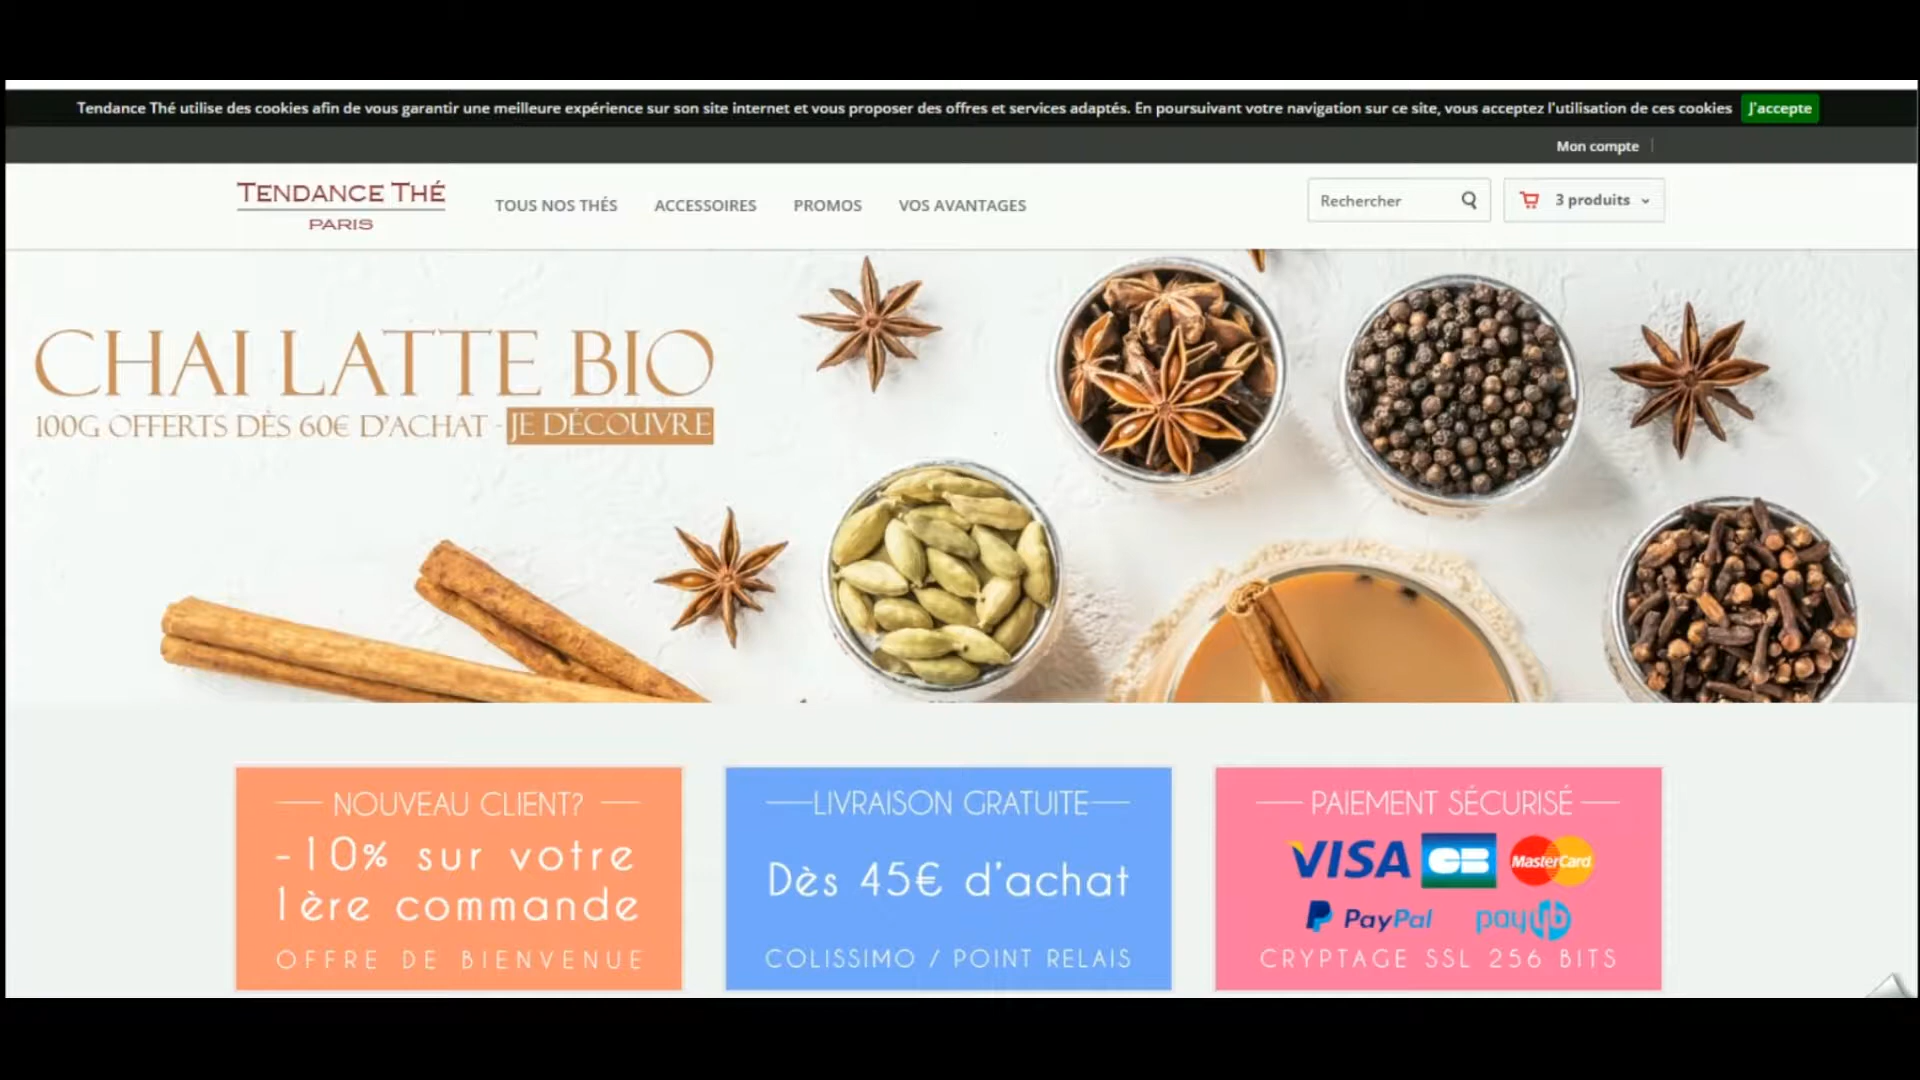 Tendance Thé utilise des cookies afin de vous garantir une meilleure expérience sur son site internet et vous proposer des offres et services adaptés. En poursuivant votre navigation sur ce site, vous acceptez l'utilisation de ces cookies J'accepte
Mon compte
TENDANCE THÉ
PARIS
TOUS NOS THÉS ACCESSOIRES PROMOS VOS AVANTAGES
Rechercher
3 produits
CHAI LATTE BIO
100G OFFERTS DÈS 60€ D'ACHAT - JE DÉCOUVRE
NOUVEAU CLIENT?
-10% sur votre
1ère commande
OFFRE DE BIENVENUE
LIVRAISON GRATUITE
Dès 45€ d'achat
COLISSIMO / POINT RELAIS
PAIEMENT SÉCURISÉ
VISA CB MasterCard
PayPal paylib
CRYPTAGE SSL 256 BITS